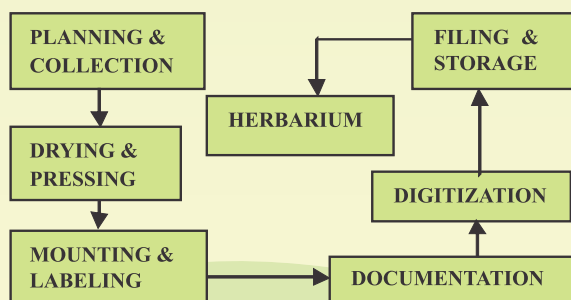 PLANNING &
COLLECTION
DRYING &
PRESSING
MOUNTING &
LABELING
DOCUMENTATION
DIGITIZATION
FILING &
STORAGE
HERBARIUM